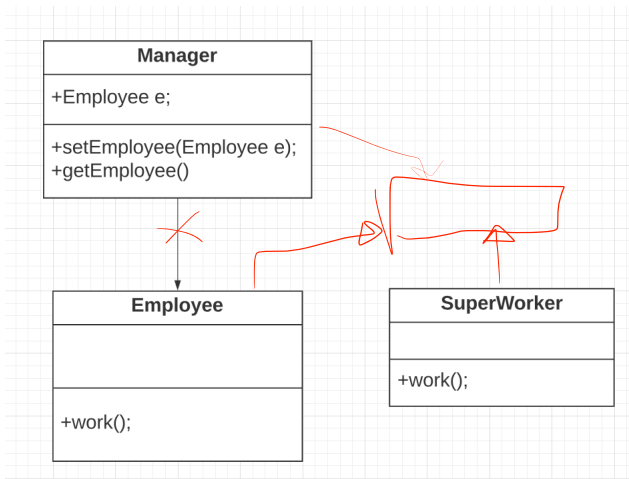 Manager
+Employee e;
+setEmployee(Employee e);
+getEmployee()
Employee
+work();
SuperWorker
+work();